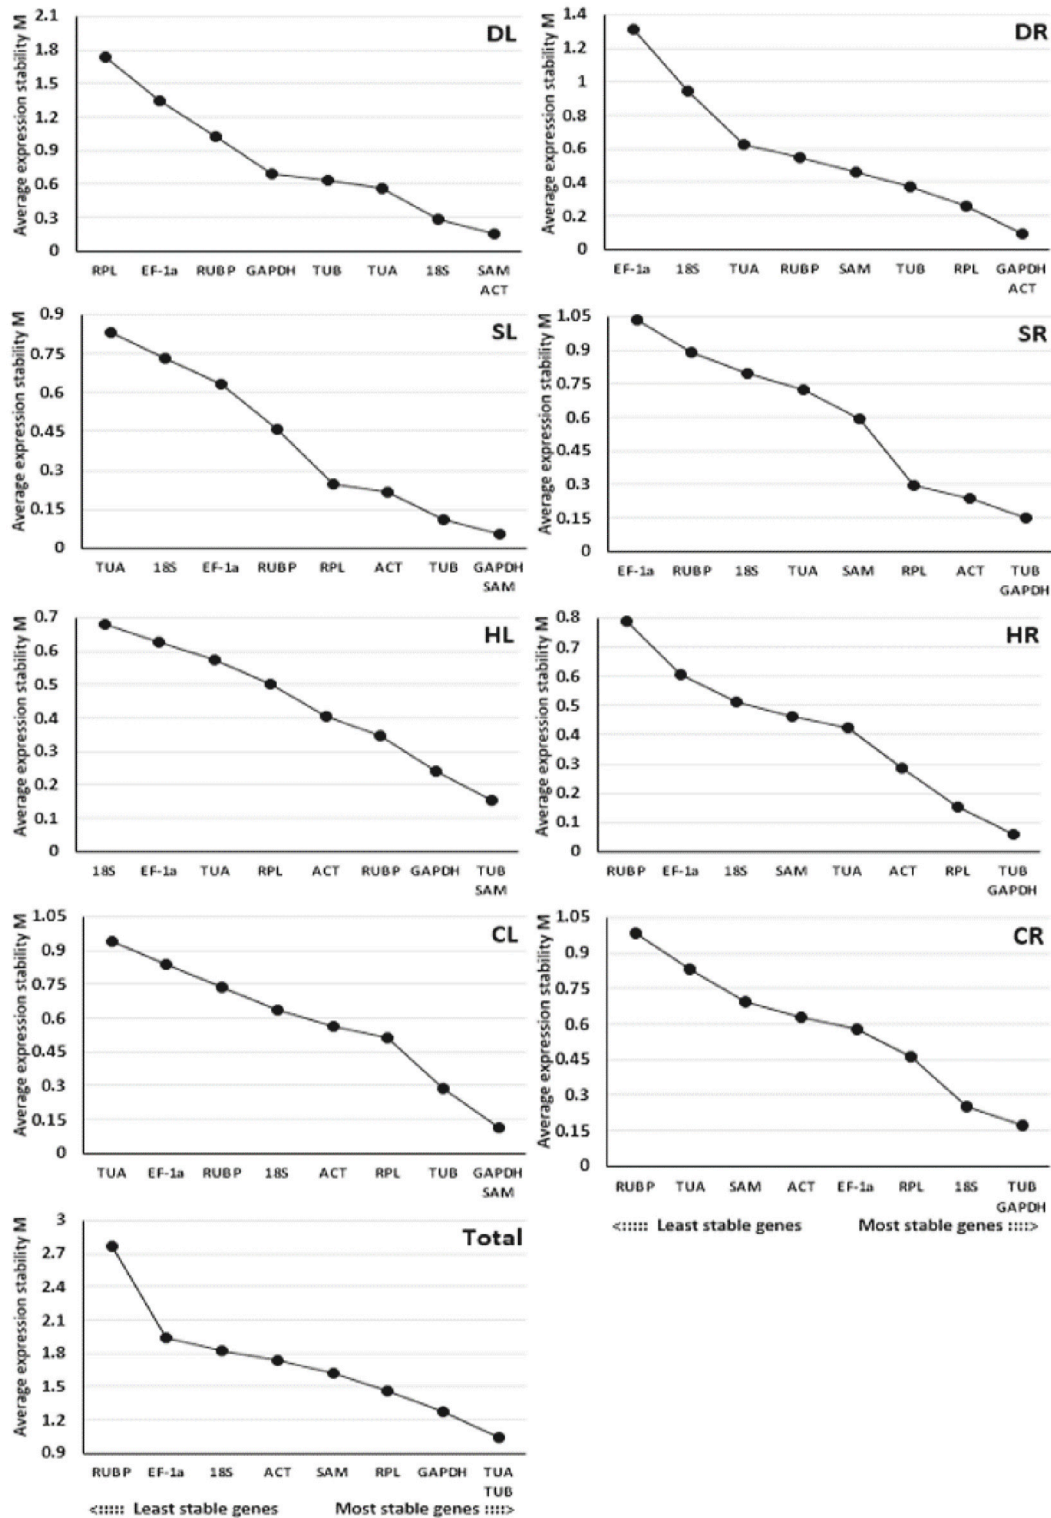 Average expression stability M
2.1
1.8
1.5
1.2
0.9
0.6
0.3
0
DL
RPL EF-1a RUBP GAPDH TUB TUA 18S SAM
ACT
Average expression stability M
1.4
1.2
1
0.8
0.6
0.4
0.2
0
DR
EF-1a 18S TUA RUBP SAM TUB RPL GAPDH
ACT
Average expression stability M
0.9
0.75
0.6
0.45
0.3
0.15
0
SL
TUA 18S EF-1a RUBP RPL ACT TUB GAPDH
SAM
Average expression stability M
1.05
0.9
0.75
0.6
0.45
0.3
0.15
0
SR
EF-1a RUBP 18S TUA SAM RPL ACT TUB
GAPDH
Average expression stability M
0.7
0.6
0.5
0.4
0.3
0.2
0.1
0
HL
18S EF-1a TUA RPL ACT RUBP GAPDH TUB
SAM
Average expression stability M
0.8
0.7
0.6
0.5
0.4
0.3
0.2
0.1
0
HR
RUBP EF-1a 18S SAM TUA ACT RPL TUB
GAPDH
Average expression stability M
1.05
0.9
0.75
0.6
0.45
0.3
0.15
0
CL
TUA EF-1a RUBP 18S ACT RPL TUB GAPDH
SAM
Average expression stability M
1.05
0.9
0.75
0.6
0.45
0.3
0.15
0
CR
RUBP TUA SAM ACT EF-1a RPL 18S TUB
GAPDH
<::::: Least stable genes Most stable genes ::::>
Average expression stability M
3
2.7
2.4
2.1
1.8
1.5
1.2
0.9
Total
RUBP EF-1a 18S ACT SAM RPL GAPDH TUA
TUB
<::::: Least stable genes Most stable genes ::::>